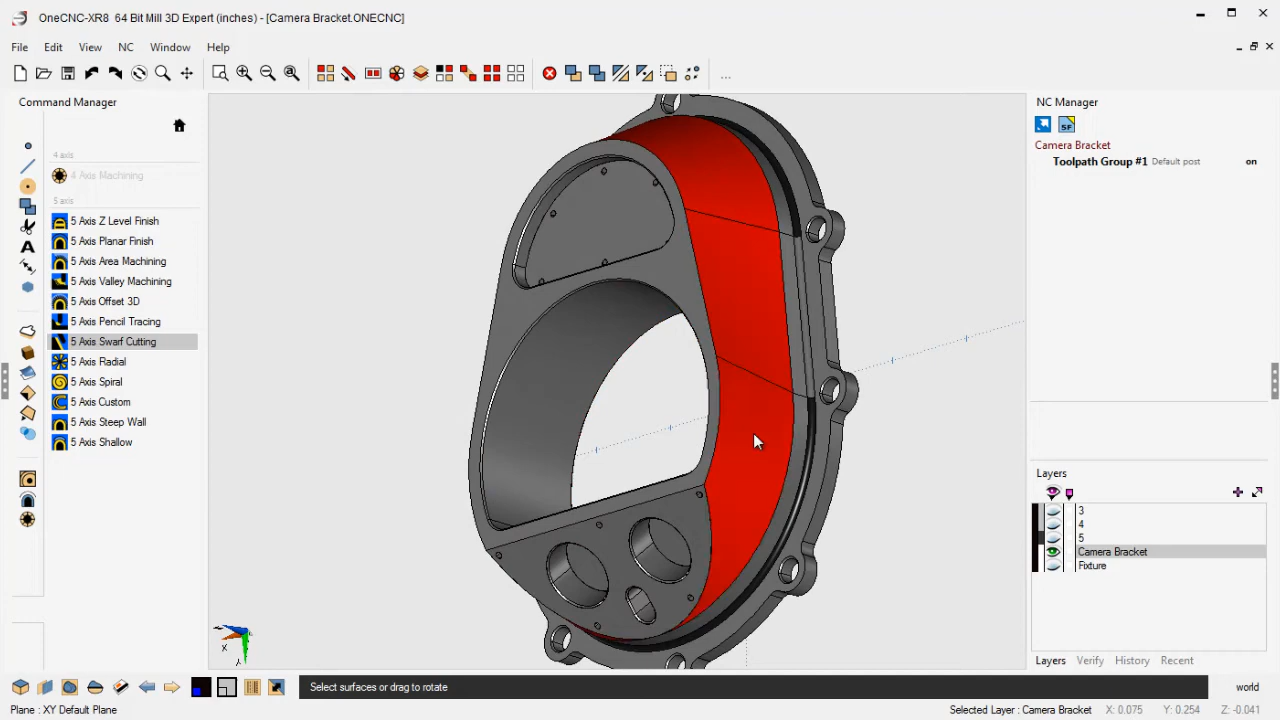 OneCNC-XR8 64 Bit Mill 3D Expert (inches) - [Camera Bracket.ONECNC]
File Edit View NC Window Help
Command Manager
4 axis
4 Axis Machining
5 axis
5 Axis Z Level Finish
5 Axis Planar Finish
5 Axis Area Machining
5 Axis Valley Machining
5 Axis Offset 3D
5 Axis Pencil Tracing
5 Axis Swarf Cutting
5 Axis Radial
5 Axis Spiral
5 Axis Custom
5 Axis Steep Wall
5 Axis Shallow
A
X
Y
NC Manager
SF
Camera Bracket
Toolpath Group #1 Default post on
Layers
3
4
5
Camera Bracket
Fixture
Layers Verify History Recent
Select surfaces or drag to rotate
world
Plane : XY Default Plane
Selected Layer : Camera Bracket X: 0.075 Y: 0.254 Z: -0.041